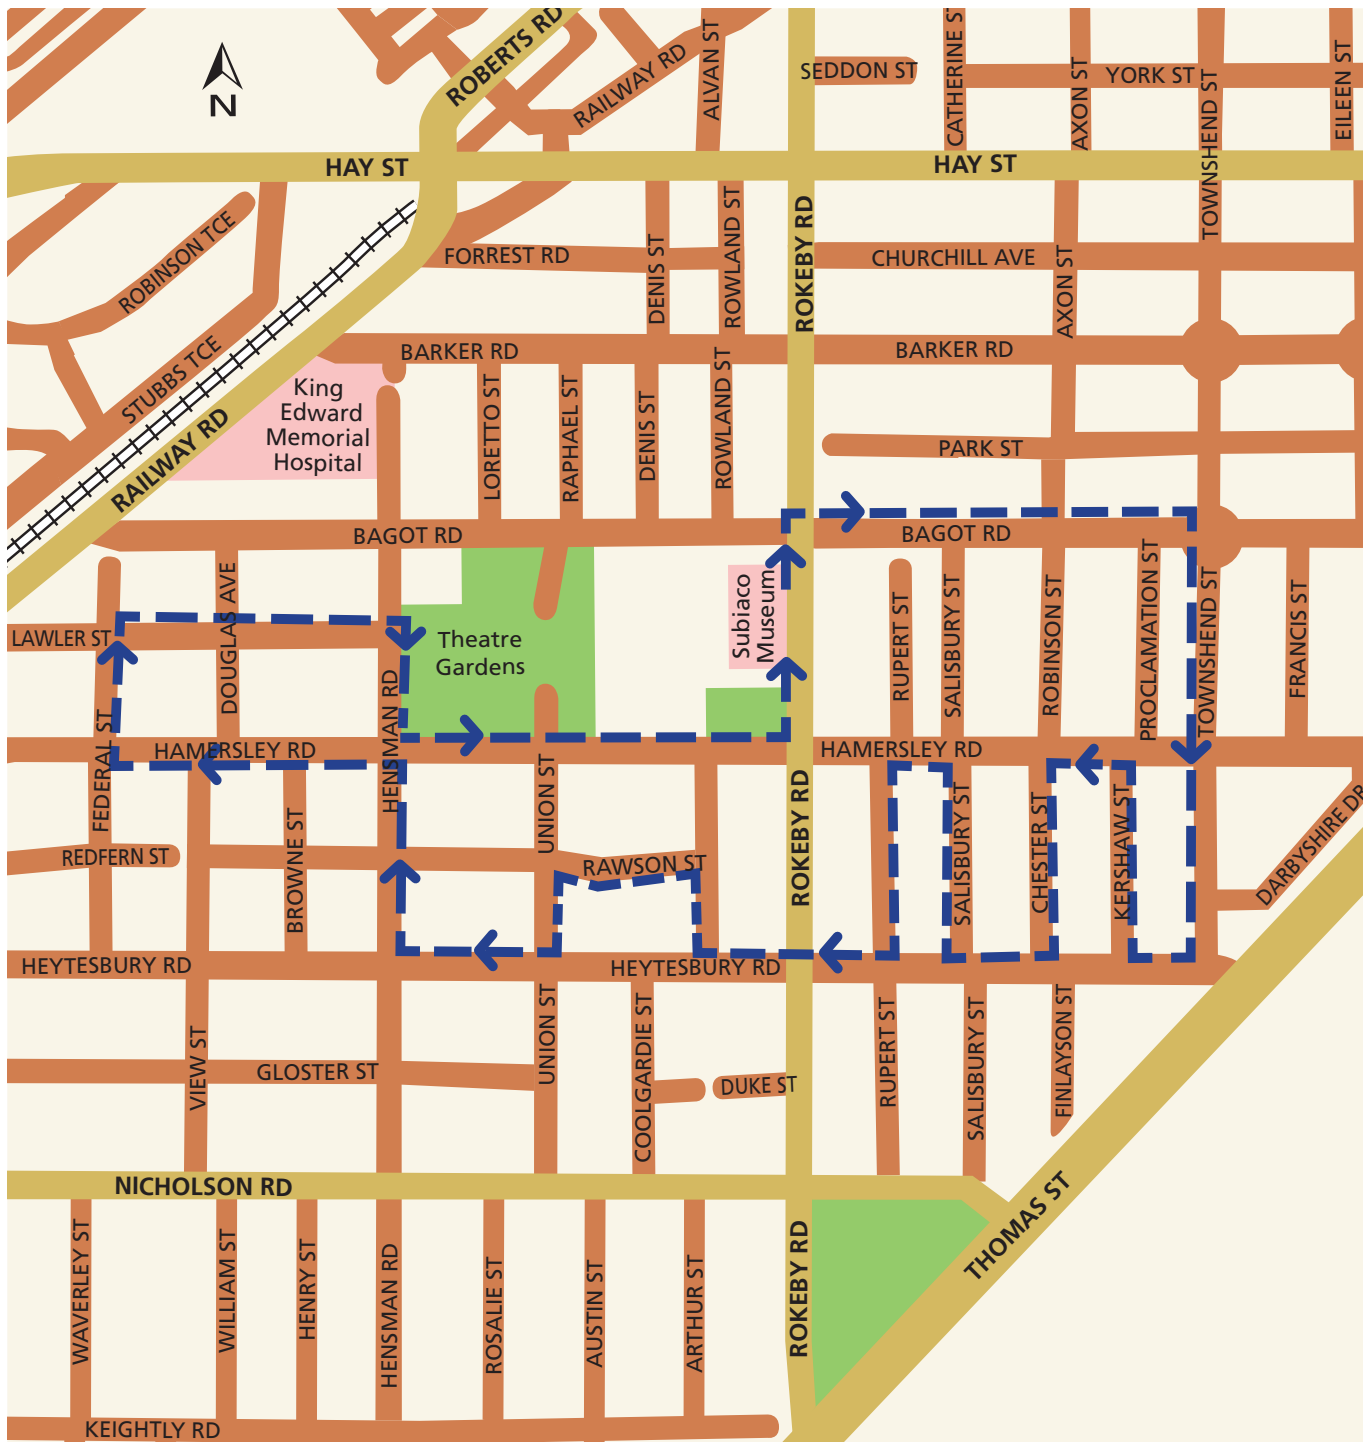 ROBERTS RD
RAILWAY RD
ALVAN ST
SEDDON ST
CATHERINE S
AXON ST
YORK ST
TOWNSHEND ST
EILEEN ST
N
HAY ST
HAY ST
ROBINSON TCE
STUBBS TCE
RAILWAY RD
FORREST RD
DENIS ST
ROWLAND ST
ROKEBY RD
CHURCHILL AVE
AXON ST
BARKER RD
BARKER RD
King
Edward
Memorial
Hospital
LORETTO ST
RAPHAEL ST
DENIS ST
ROWLAND ST
PARK ST
BAGOT RD
BAGOT RD
LAWLER ST
DOUGLAS AVE
Theatre
Gardens
Subiaco
Museum
RUPERT ST
SALISBURY ST
ROBINSON ST
PROCLAMATION ST
TOWNSHEND ST
FRANCIS ST
FEDERAL ST
HAMERSLEY RD
HENSMAN RD
HAMERSLEY RD
REDFERN ST
BROWNE ST
UNION ST
RAWSON ST
ROKEBY RD
SALISBURY ST
CHESTER ST
KERSHAW ST
DARBYSHIRE DR
HEYTESBURY RD
HEYTESBURY RD
VIEW ST
GLOSTER ST
UNION ST
COOLGARDIE ST
DUKE ST
RUPERT ST
SALISBURY ST
FINLAYSON ST
NICHOLSON RD
THOMAS ST
WAVERLEY ST
WILLIAM ST
HENRY ST
HENSMAN RD
ROSALIE ST
AUSTIN ST
ARTHUR ST
ROKEBY RD
KEIGHTLY RD